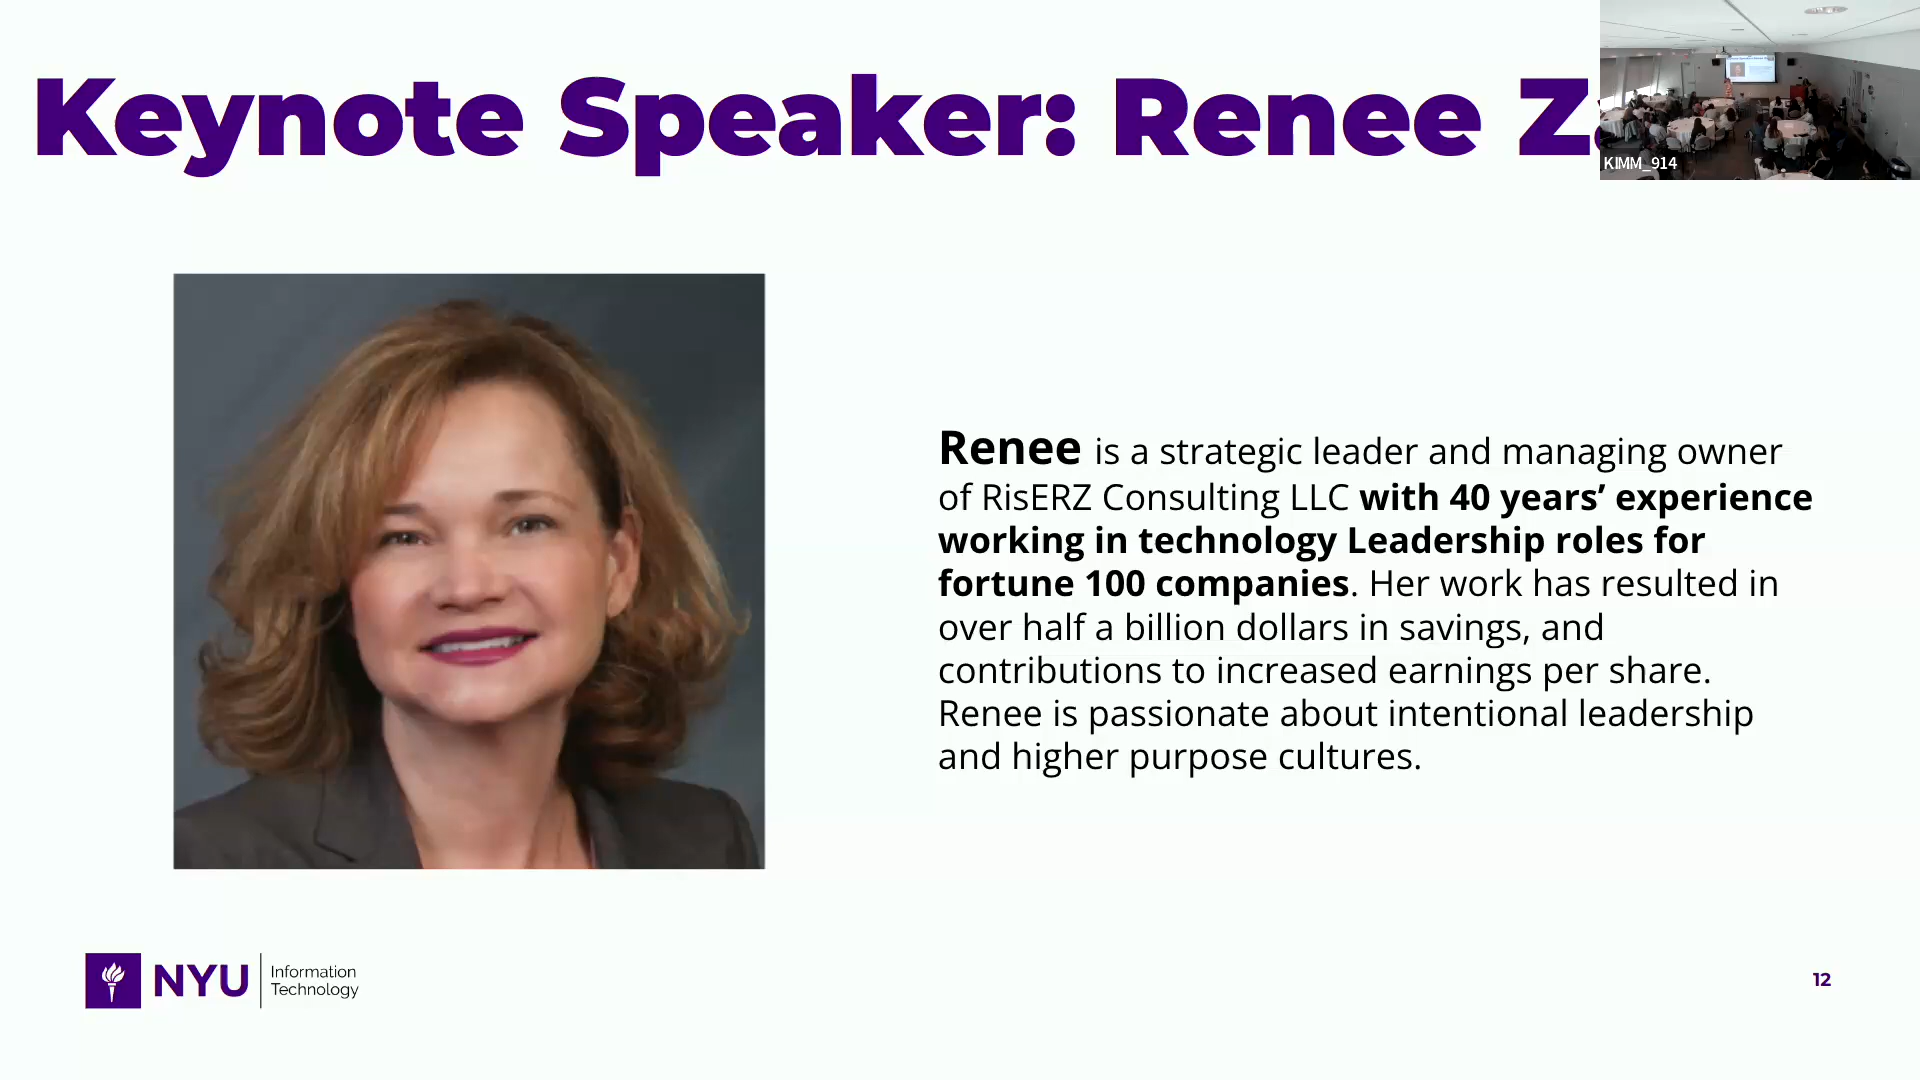 Keynote Speaker: Renee
KIMM_914
Renee is a strategic leader and managing owner
of RisERZ Consulting LLC with 40 years’ experience
working in technology Leadership roles for
fortune 100 companies. Her work has resulted in
over half a billion dollars in savings, and
contributions to increased earnings per share.
Renee is passionate about intentional leadership
and higher purpose cultures.
NYU
Information
Technology
12